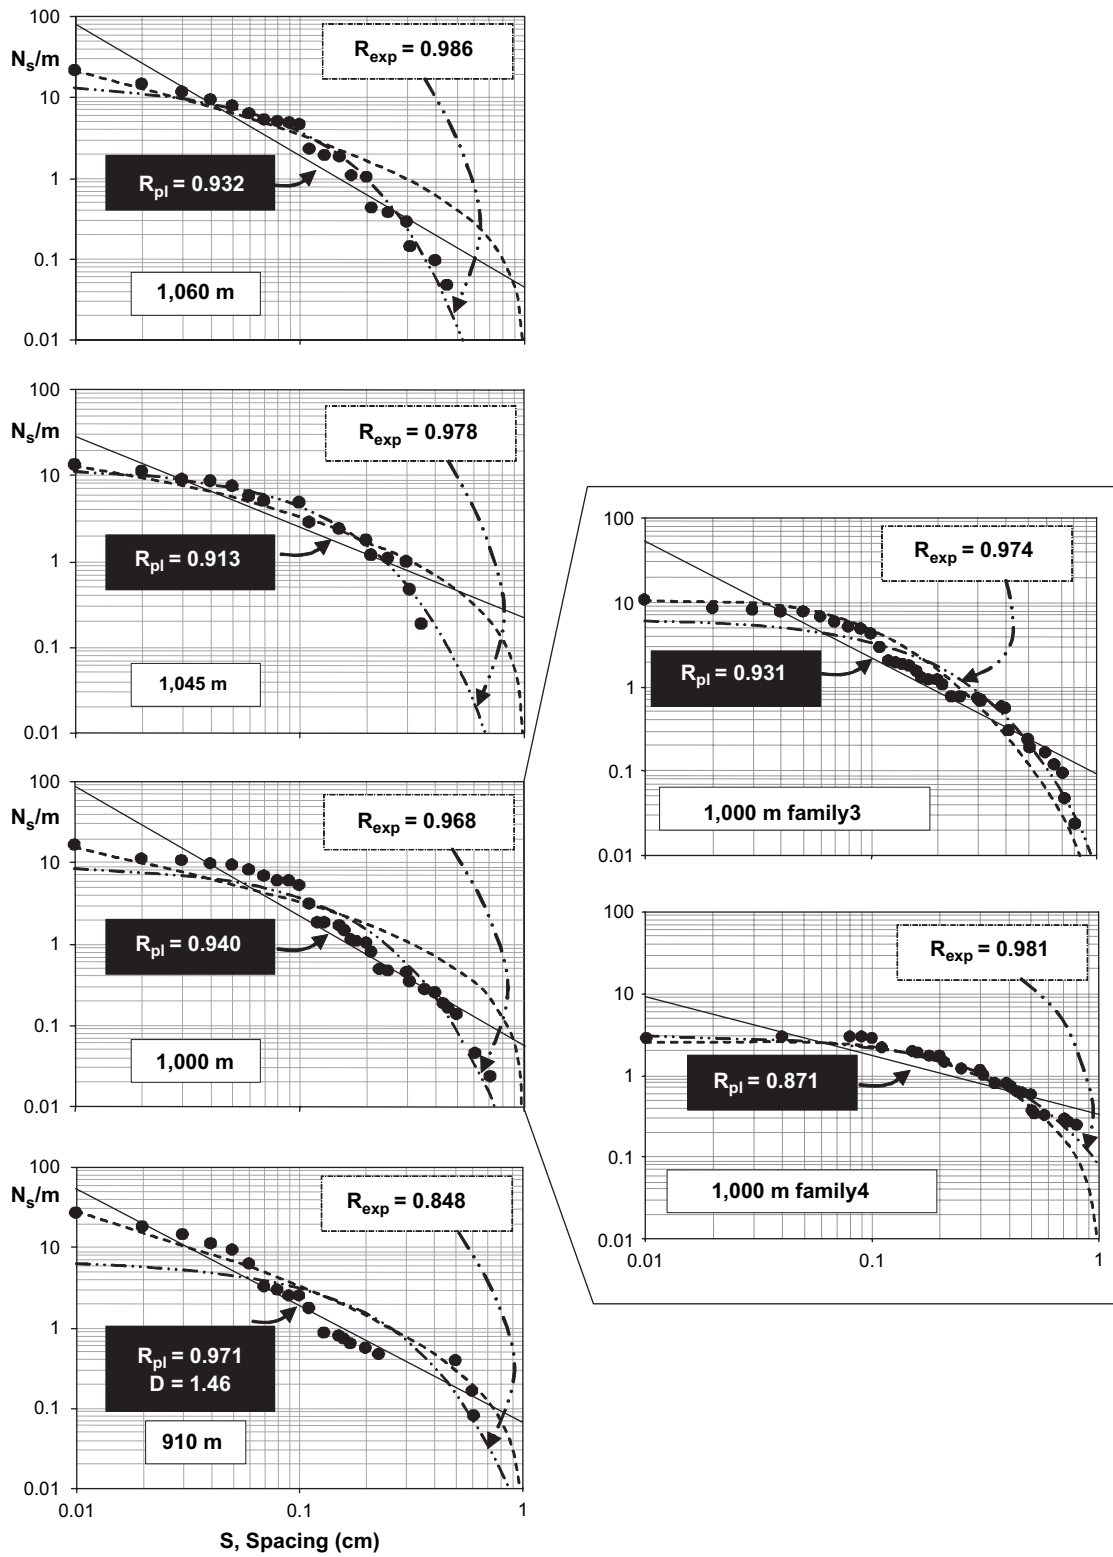 100
N_s/m
10
1
0.1
0.01
R_exp = 0.986
R_pl = 0.932
1,060 m
100
N_s/m
10
1
0.1
0.01
R_exp = 0.978
R_pl = 0.913
1,045 m
100
N_s/m
10
1
0.1
0.01
R_exp = 0.968
R_pl = 0.940
1,000 m
100
N_s/m
10
1
0.1
0.01
R_exp = 0.848
R_pl = 0.971
D = 1.46
910 m
0.01
0.1
1
S, Spacing (cm)
100
10
1
0.1
0.01
R_exp = 0.974
R_pl = 0.931
1,000 m family3
100
10
1
0.1
0.01
R_exp = 0.981
R_pl = 0.871
1,000 m family4
0.01
0.1
1